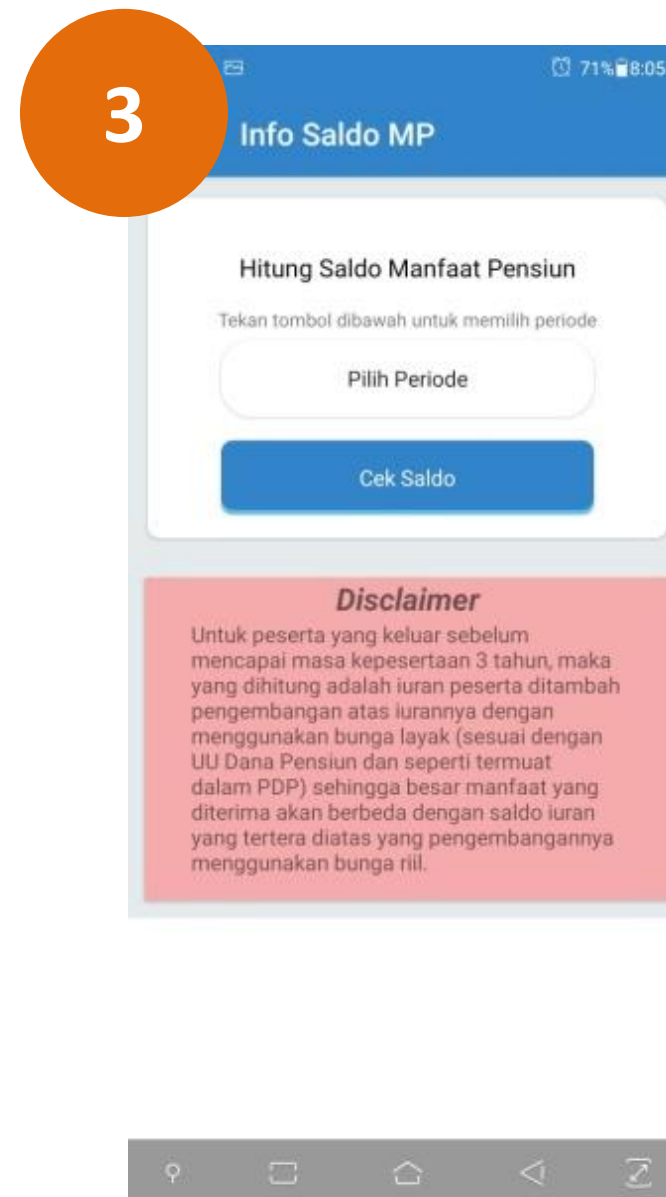 3
71% 8:05
Info Saldo MP
Hitung Saldo Manfaat Pensiun
Tekan tombol dibawah untuk memilih periode
Pilih Periode
Cek Saldo
Disclaimer
Untuk peserta yang keluar sebelum
mencapai masa kepesertaan 3 tahun, maka
yang dihitung adalah iuran peserta ditambah
pengembangan atas iurannya dengan
menggunakan bunga layak (sesuai dengan
UU Dana Pensiun dan seperti termuat
dalam PDP) sehingga besar manfaat yang
diterima akan berbeda dengan saldo iuran
yang tertera diatas yang pengembangannya
menggunakan bunga riil.